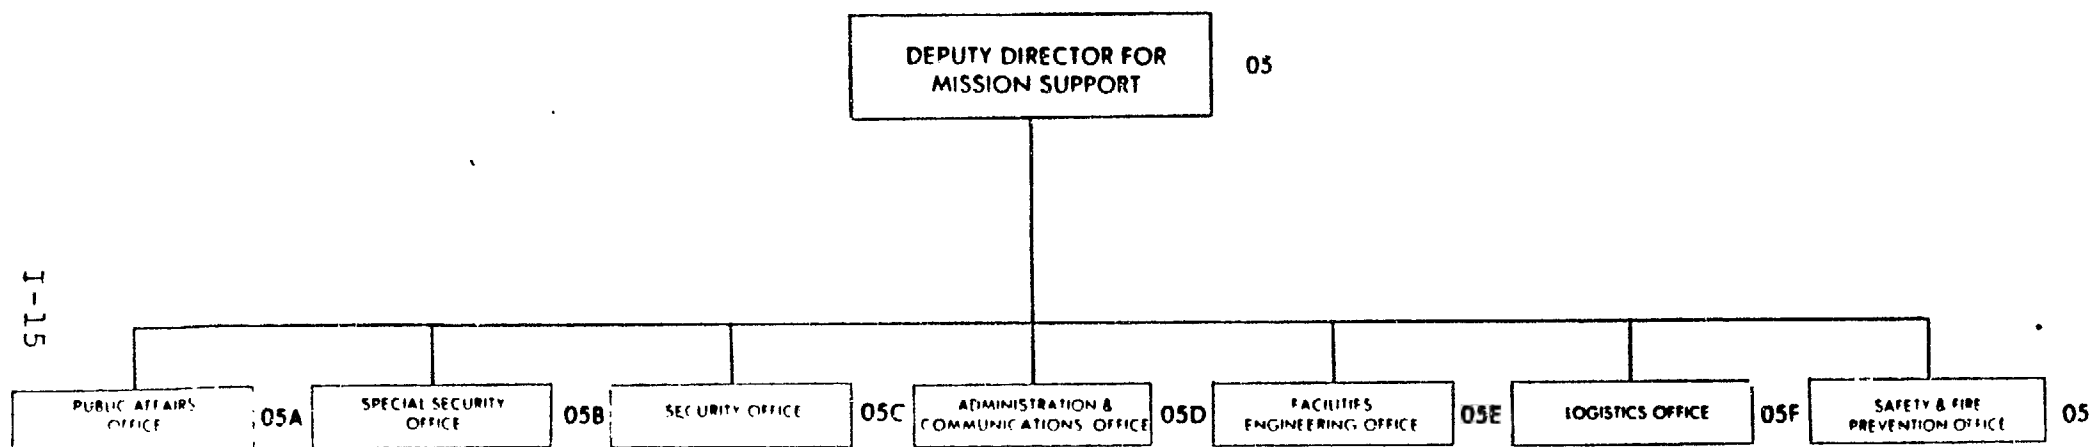 DEPUTY DIRECTOR FOR
MISSION SUPPORT
05
I-15
PUBLIC AFFAIRS
OFFICE
05A
SPECIAL SECURITY
OFFICE
05B
SECURITY OFFICE
05C
ADMINISTRATION &
COMMUNICATIONS OFFICE
05D
FACILITIES
ENGINEERING OFFICE
05E
LOGISTICS OFFICE
05F
SAFETY & FIRE
PREVENTION OFFICE
05